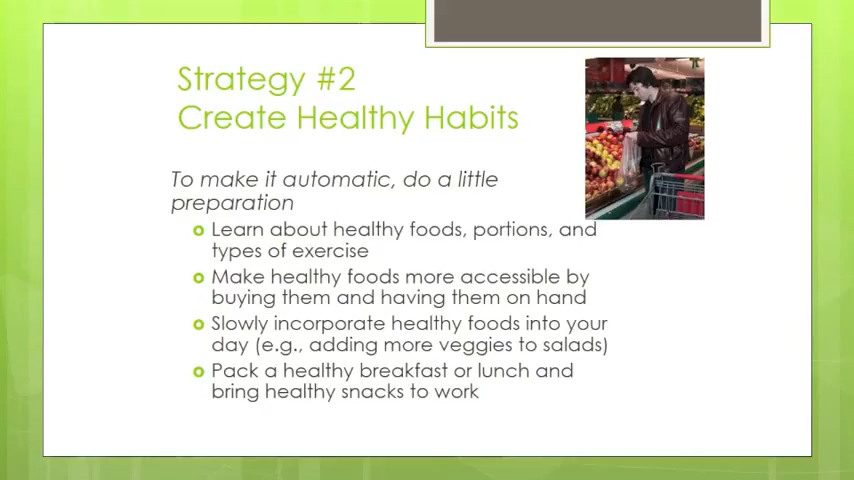 Strategy #2
Create Healthy Habits
To make it automatic, do a little
preparation
Learn about healthy foods, portions, and
types of exercise
Make healthy foods more accessible by
buying them and having them on hand
Slowly incorporate healthy foods into your
day (e.g., adding more veggies to salads)
Pack a healthy breakfast or lunch and
bring healthy snacks to work